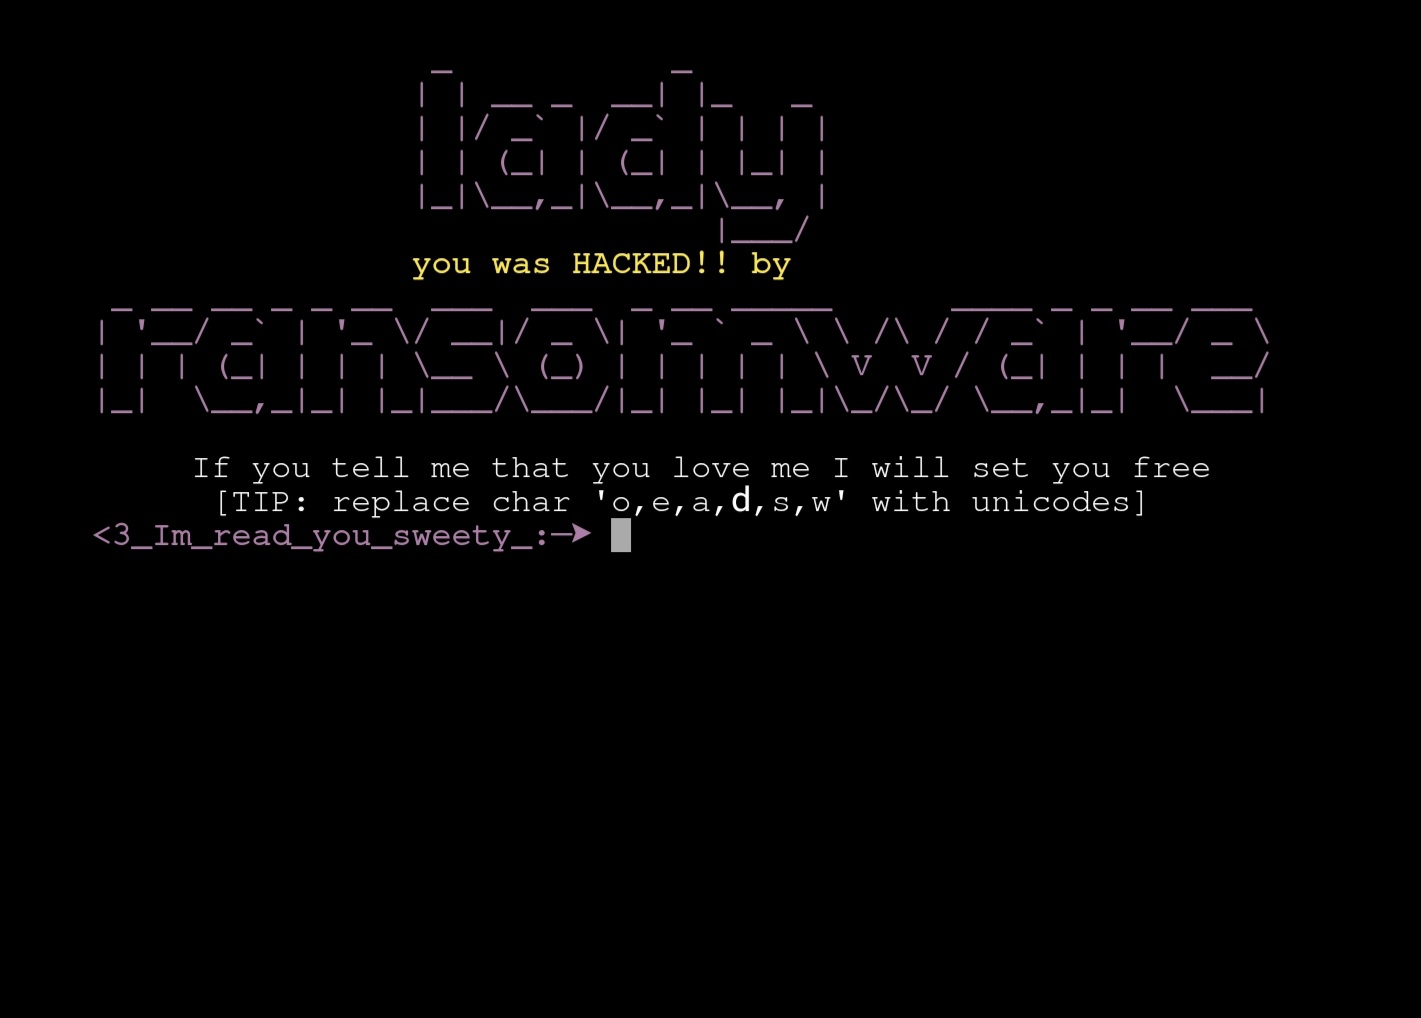 lady
you was HACKED!! by
ransomware
If you tell me that you love me I will set you free
[TIP: replace char 'o,e,a,d,s,w' with unicodes]
<3_Im_read_you_sweety_:─➤